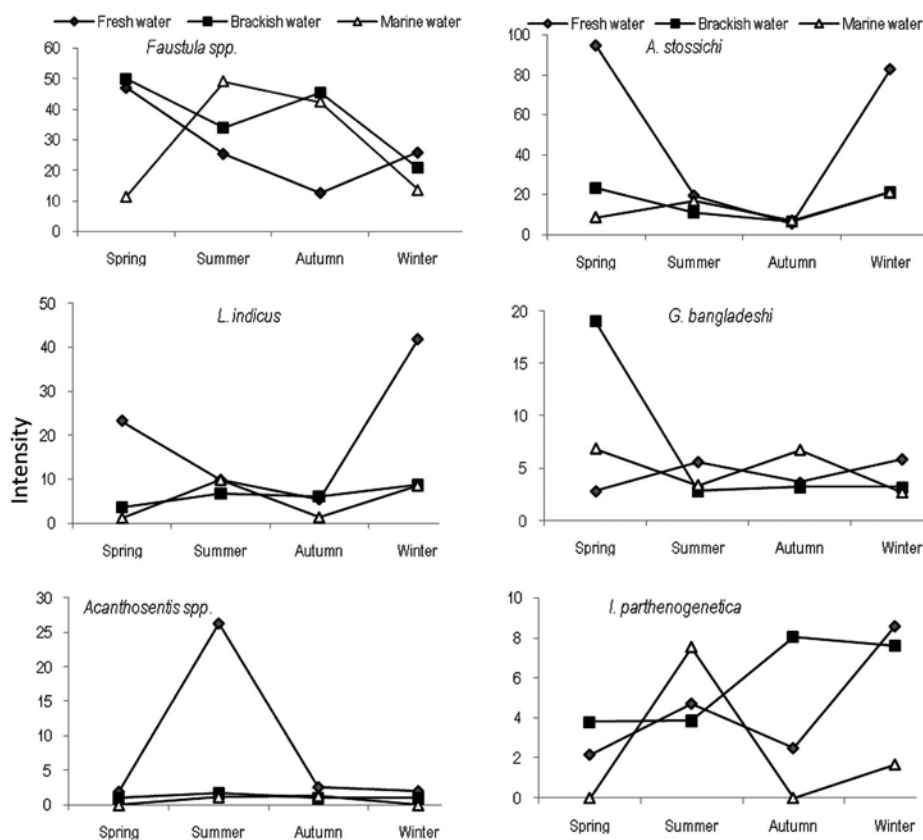 Fresh water Brackish water Marine water
Faustula spp.
60
50
40
30
20
10
0
Spring Summer Autumn Winter
Fresh water Brackish water Marine water
A. stossichi
100
80
60
40
20
0
Spring Summer Autumn Winter
Intensity
L. indicus
50
40
30
20
10
0
Spring Summer Autumn Winter
G. bangladeshi
20
15
10
5
0
Spring Summer Autumn Winter
Acanthosentis spp.
30
25
20
15
10
5
0
Spring Summer Autumn Winter
I. parthenogenetica
10
8
6
4
2
0
Spring Summer Autumn Winter